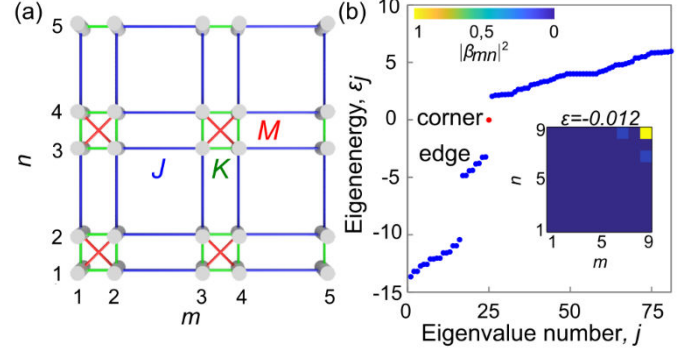 (a)
5
4
3
2
1
n
J
K
M
1 2 3 4 5
m
(b)
10
5
0
-5
-10
-15
Eigenenergy, εj
1 0,5 0
|βmn|²
corner
edge
ε=-0.012
9
5
1
n
1 5 9
m
0 25 50 75
Eigenvalue number, j